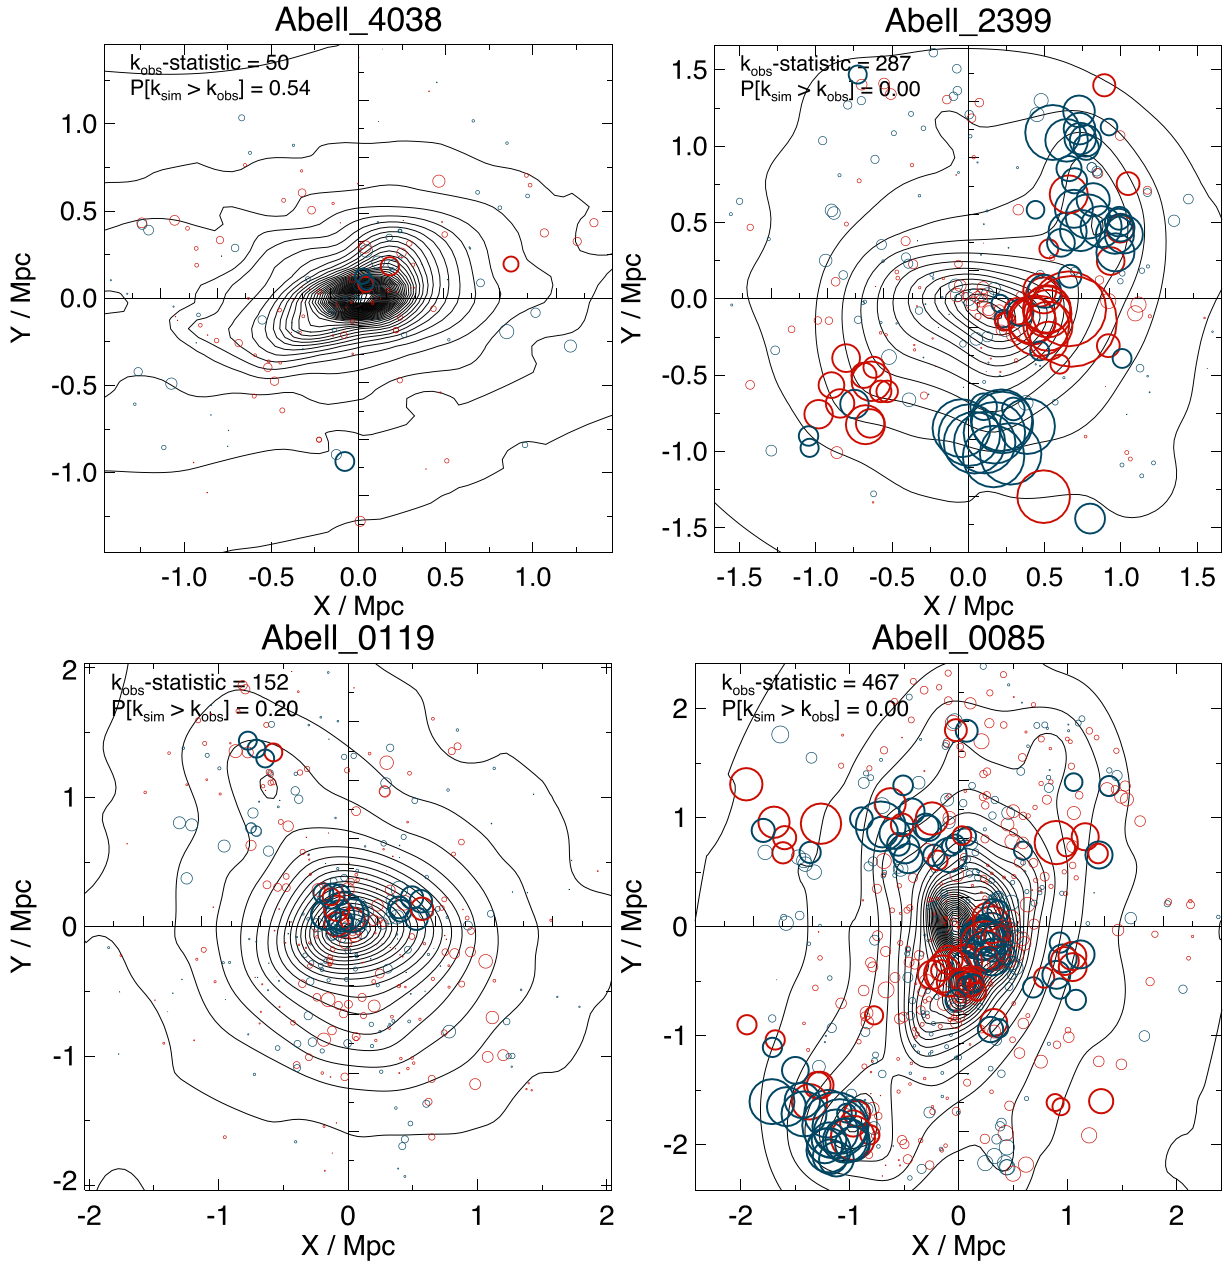 Abell_4038
k_obs-statistic = 50
P[k_sim > k_obs] = 0.54
1.0
0.5
0.0
-0.5
-1.0
Y / Mpc
-1.0 -0.5 0.0 0.5 1.0
X / Mpc
Abell_2399
k_obs-statistic = 287
P[k_sim > k_obs] = 0.00
1.5
1.0
0.5
0.0
-0.5
-1.0
-1.5
Y / Mpc
-1.5 -1.0 -0.5 0.0 0.5 1.0 1.5
X / Mpc
Abell_0119
k_obs-statistic = 152
P[k_sim > k_obs] = 0.20
2
1
0
-1
-2
Y / Mpc
-2 -1 0 1 2
X / Mpc
Abell_0085
k_obs-statistic = 467
P[k_sim > k_obs] = 0.00
2
1
0
-1
-2
Y / Mpc
-2 -1 0 1 2
X / Mpc